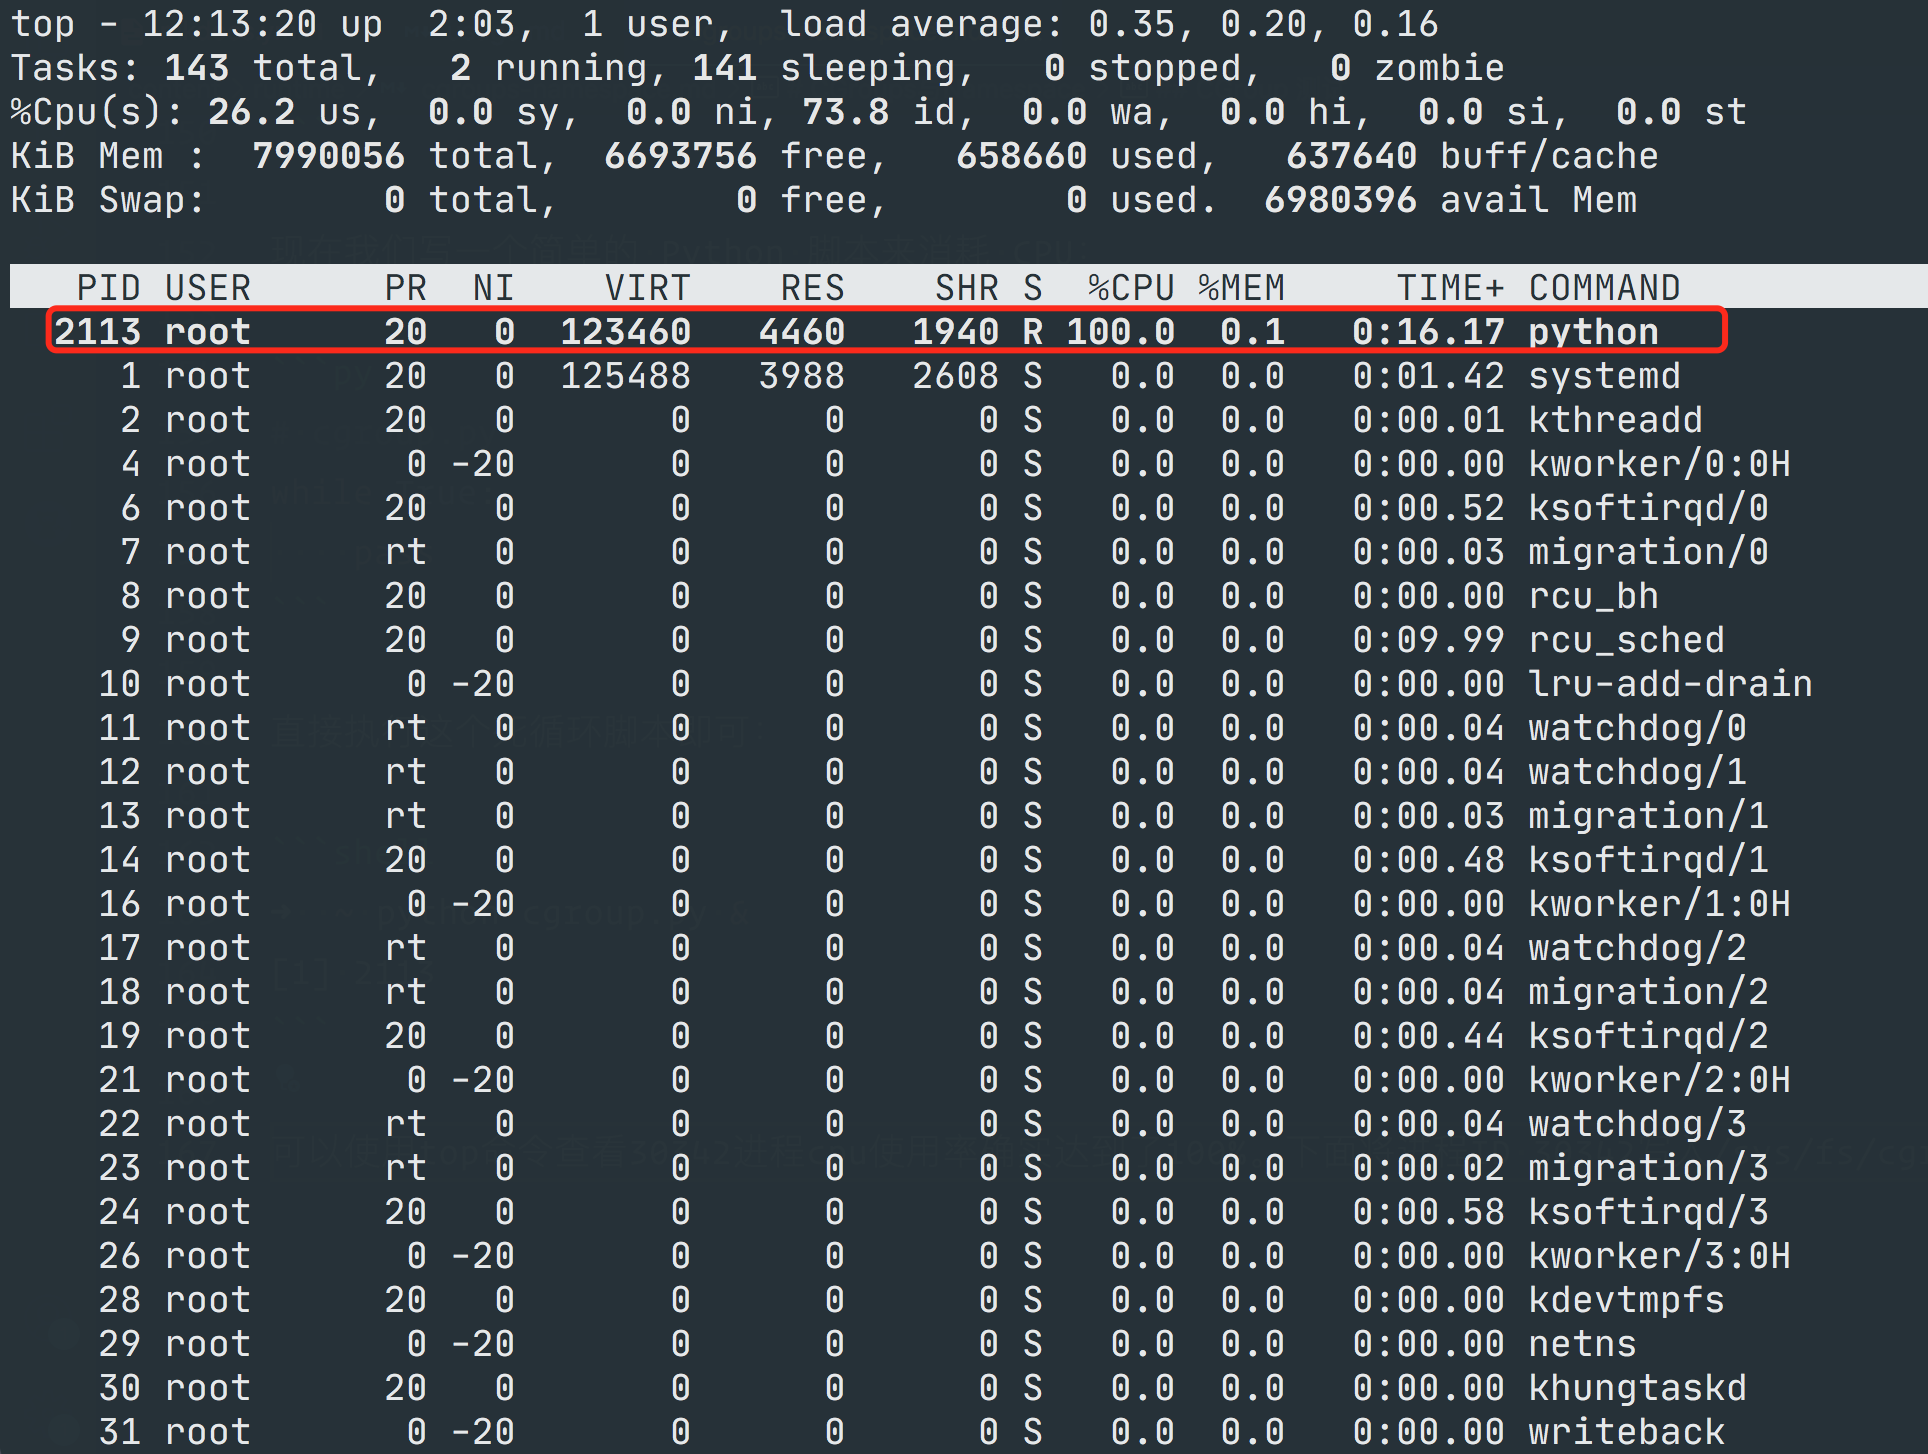 top - 12:13:20 up  2:03,  1 user,  load average: 0.35, 0.20, 0.16
Tasks: 143 total,   2 running, 141 sleeping,   0 stopped,   0 zombie
%Cpu(s): 26.2 us,  0.0 sy,  0.0 ni, 73.8 id,  0.0 wa,  0.0 hi,  0.0 si,  0.0 st
KiB Mem :  7990056 total,  6693756 free,   658660 used,   637640 buff/cache
KiB Swap:        0 total,        0 free,        0 used.  6980396 avail Mem
PID USER      PR  NI    VIRT    RES    SHR S  %CPU %MEM     TIME+ COMMAND
2113 root      20   0  123460   4460   1940 R 100.0  0.1   0:16.17 python
1 root      20   0  125488   3988   2608 S   0.0  0.0   0:01.42 systemd
2 root      20   0       0      0      0 S   0.0  0.0   0:00.01 kthreadd
4 root       0 -20       0      0      0 S   0.0  0.0   0:00.00 kworker/0:0H
6 root      20   0       0      0      0 S   0.0  0.0   0:00.52 ksoftirqd/0
7 root      rt   0       0      0      0 S   0.0  0.0   0:00.03 migration/0
8 root      20   0       0      0      0 S   0.0  0.0   0:00.00 rcu_bh
9 root      20   0       0      0      0 S   0.0  0.0   0:09.99 rcu_sched
10 root       0 -20       0      0      0 S   0.0  0.0   0:00.00 lru-add-drain
11 root      rt   0       0      0      0 S   0.0  0.0   0:00.04 watchdog/0
12 root      rt   0       0      0      0 S   0.0  0.0   0:00.04 watchdog/1
13 root      rt   0       0      0      0 S   0.0  0.0   0:00.03 migration/1
14 root      20   0       0      0      0 S   0.0  0.0   0:00.48 ksoftirqd/1
16 root       0 -20       0      0      0 S   0.0  0.0   0:00.00 kworker/1:0H
17 root      rt   0       0      0      0 S   0.0  0.0   0:00.04 watchdog/2
18 root      rt   0       0      0      0 S   0.0  0.0   0:00.04 migration/2
19 root      20   0       0      0      0 S   0.0  0.0   0:00.44 ksoftirqd/2
21 root       0 -20       0      0      0 S   0.0  0.0   0:00.00 kworker/2:0H
22 root      rt   0       0      0      0 S   0.0  0.0   0:00.04 watchdog/3
23 root      rt   0       0      0      0 S   0.0  0.0   0:00.02 migration/3
24 root      20   0       0      0      0 S   0.0  0.0   0:00.58 ksoftirqd/3
26 root       0 -20       0      0      0 S   0.0  0.0   0:00.00 kworker/3:0H
28 root      20   0       0      0      0 S   0.0  0.0   0:00.00 kdevtmpfs
29 root       0 -20       0      0      0 S   0.0  0.0   0:00.00 netns
30 root      20   0       0      0      0 S   0.0  0.0   0:00.00 khungtaskd
31 root       0 -20       0      0      0 S   0.0  0.0   0:00.00 writeback